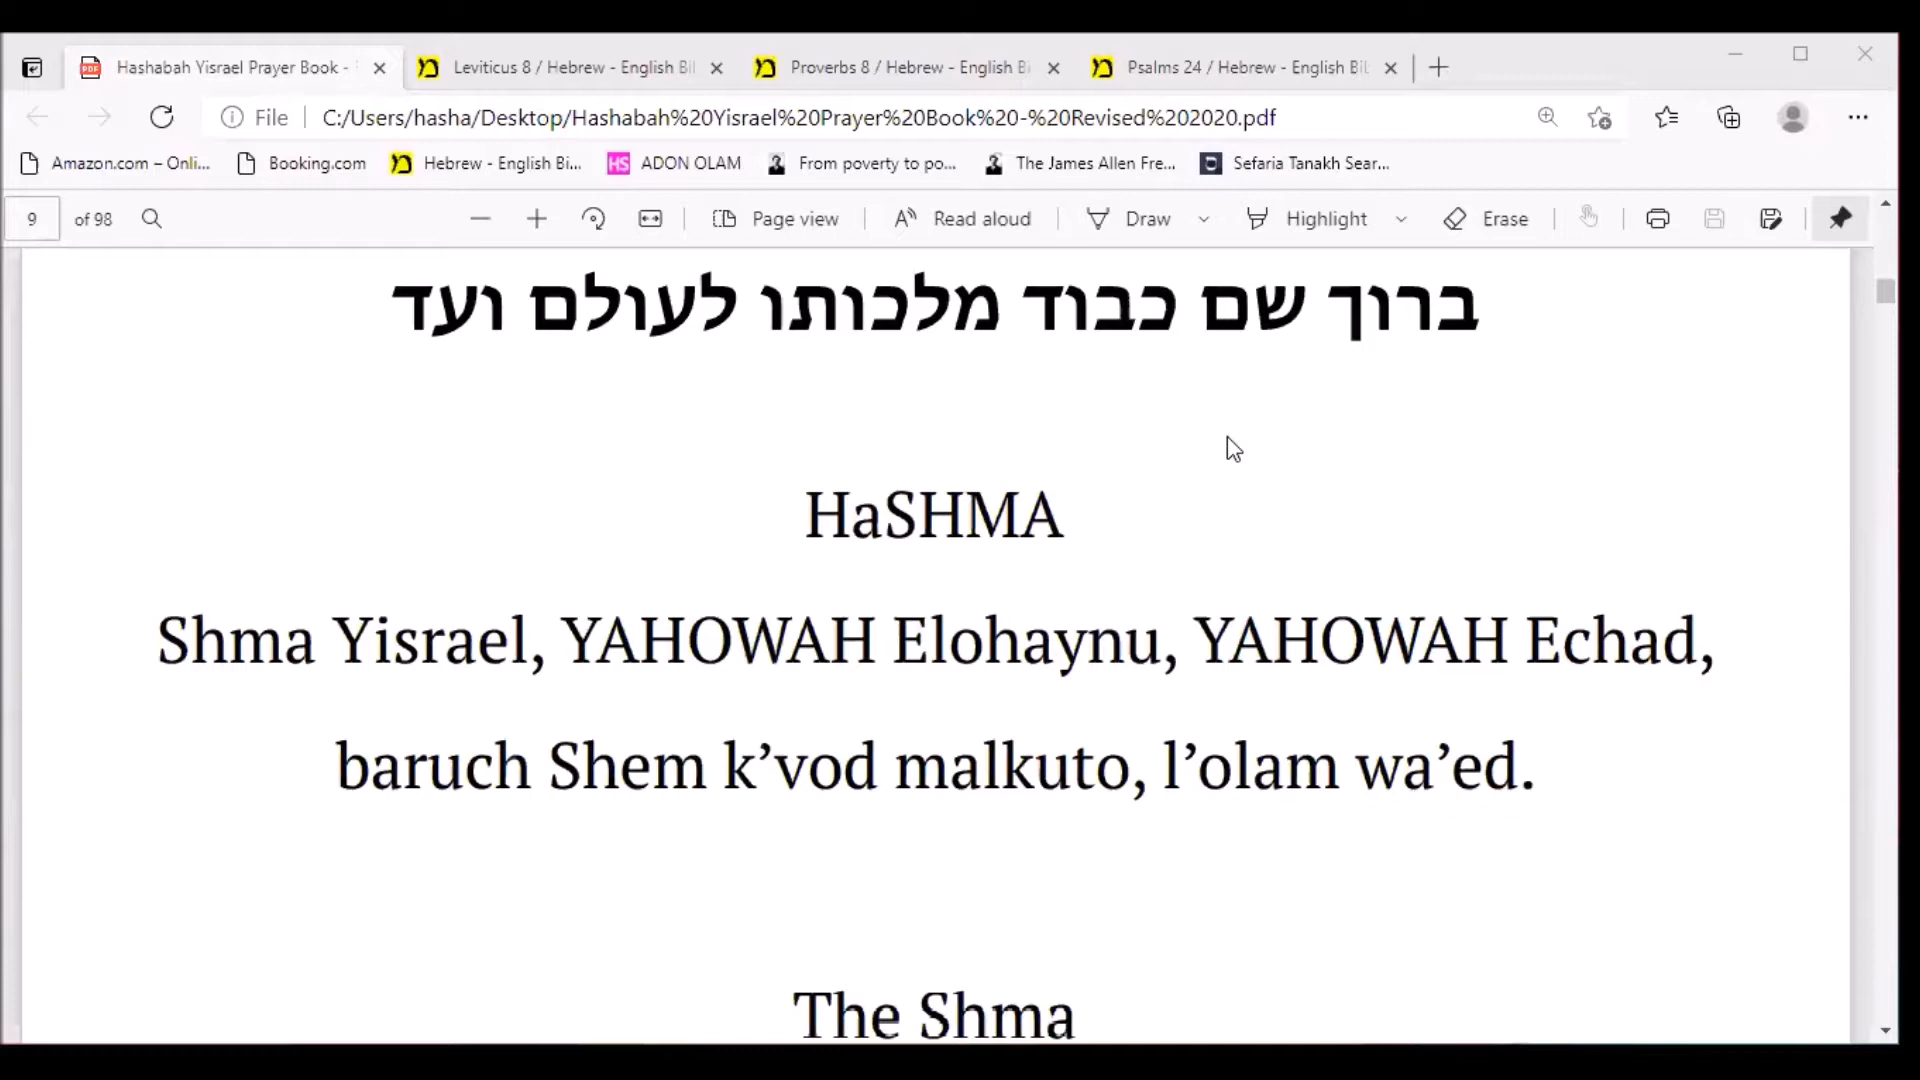 Hashabah Yisrael Prayer Book -
Leviticus 8 / Hebrew - English Bi
Proverbs 8 / Hebrew - English Bi
Psalms 24 / Hebrew - English Bib
File
C:/Users/hasha/Desktop/Hashabah%20Yisrael%20Prayer%20Book%20-%20Revised%202020.pdf
Amazon.com – Onli...
Booking.com
Hebrew - English Bi...
HS ADON OLAM
From poverty to po...
The James Allen Fre...
Sefaria Tanakh Sear...
9 of 98
Page view
Read aloud
Draw
Highlight
Erase
ברוך שם כבוד מלכותו לעולם ועד
HaSHMA
Shma Yisrael, YAHOWAH Elohaynu, YAHOWAH Echad,
baruch Shem k’vod malkuto, l’olam wa’ed.
The Shma